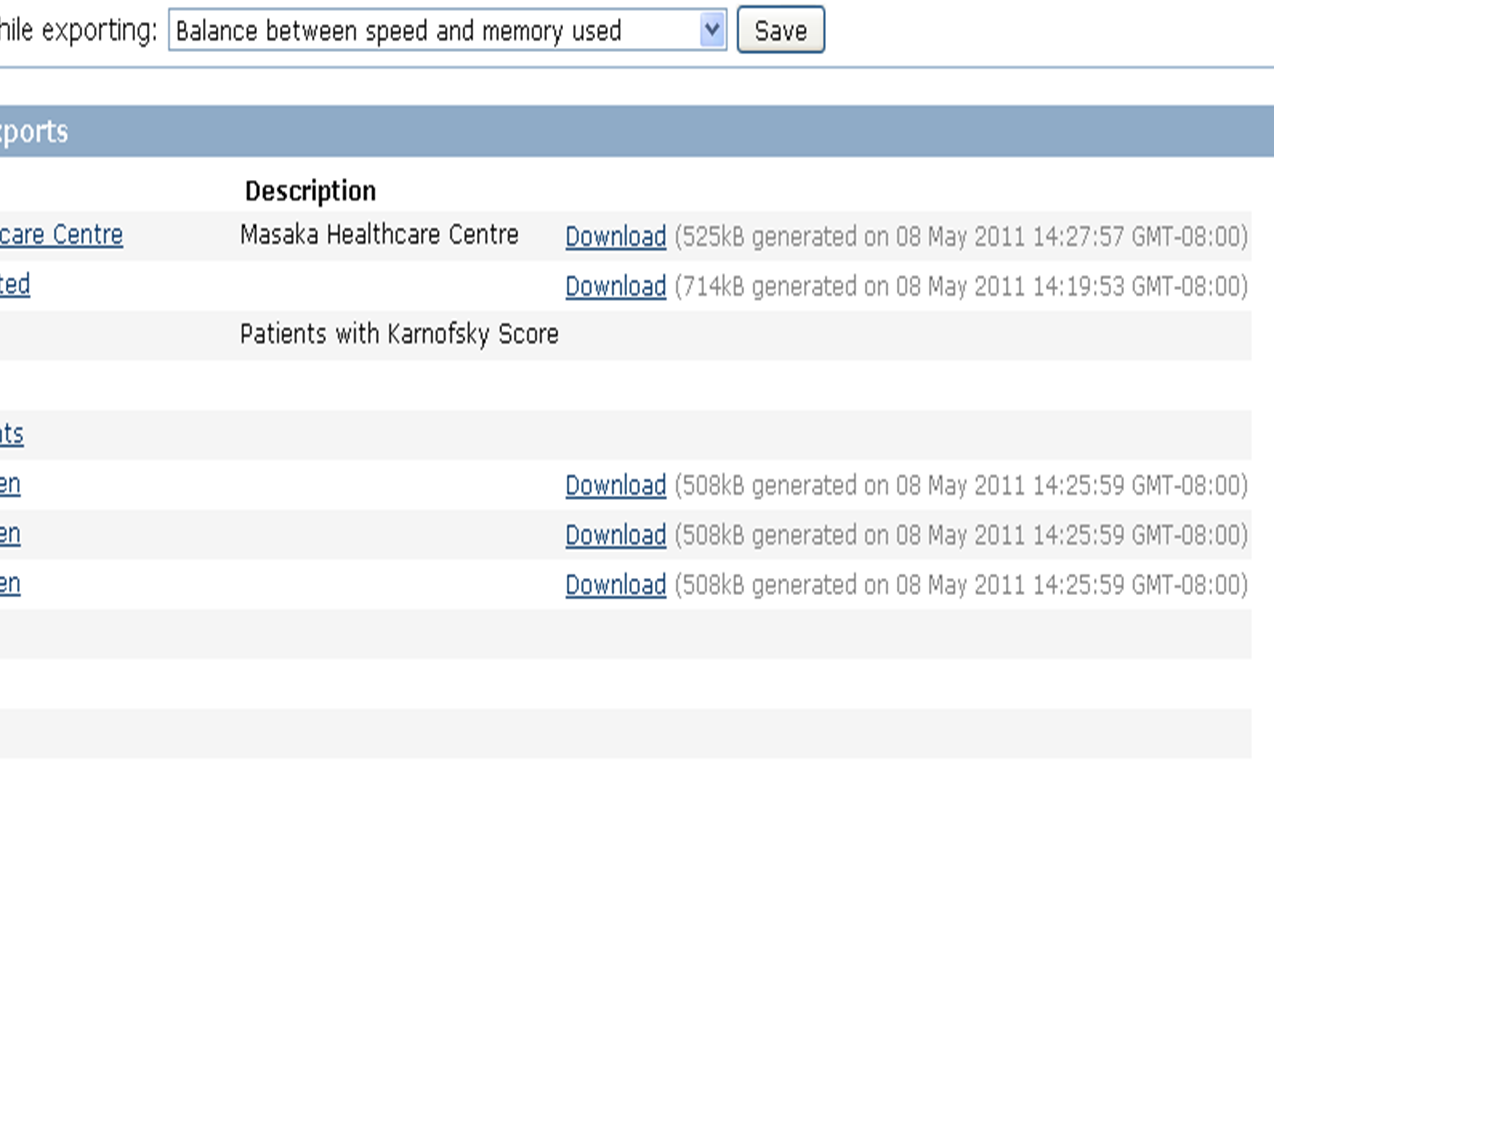 hile exporting: Balance between speed and memory used Save
xports
Description
care Centre Masaka Healthcare Centre Download (525kB generated on 08 May 2011 14:27:57 GMT-08:00)
ted Download (714kB generated on 08 May 2011 14:19:53 GMT-08:00)
Patients with Karnofsky Score
ts
en Download (508kB generated on 08 May 2011 14:25:59 GMT-08:00)
en Download (508kB generated on 08 May 2011 14:25:59 GMT-08:00)
en Download (508kB generated on 08 May 2011 14:25:59 GMT-08:00)